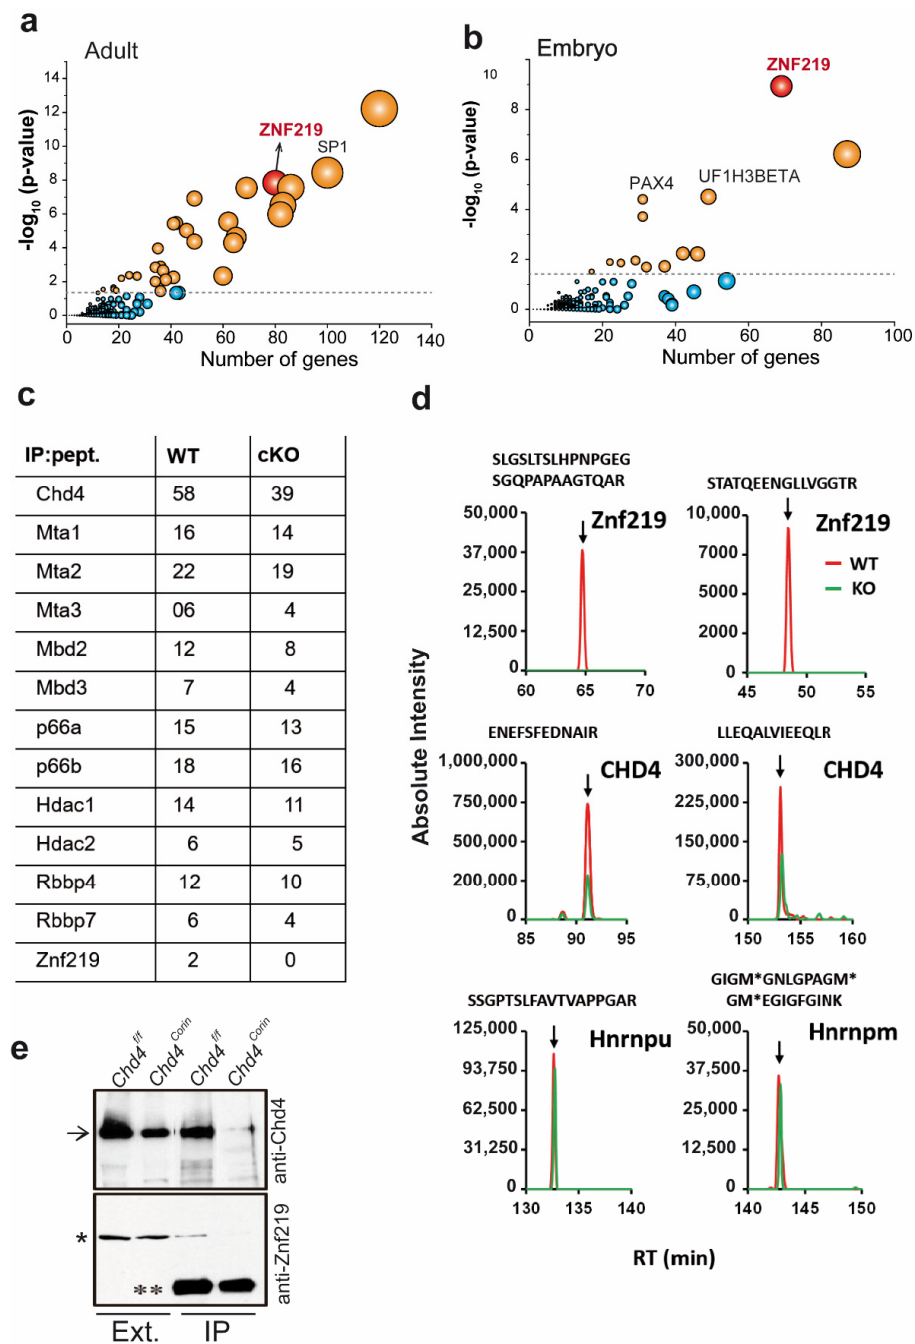 a
Adult
-log10 (p-value)
14
12
10
8
6
4
2
0
ZNF219
SP1
0
20
40
60
80
100
120
140
Number of genes
b
Embryo
-log10 (p-value)
10
8
6
4
2
0
ZNF219
PAX4
UF1H3BETA
0
20
40
60
80
100
Number of genes
c
IP:pept. WT cKO
Chd4 58 39
Mta1 16 14
Mta2 22 19
Mta3 06 4
Mbd2 12 8
Mbd3 7 4
p66a 15 13
p66b 18 16
Hdac1 14 11
Hdac2 6 5
Rbbp4 12 10
Rbbp7 6 4
Znf219 2 0
d
Absolute Intensity
SLGSLTSLHPNPGEG
SGQPAPAAGTQAR
Znf219
50,000
37,000
25,000
12,500
0
60 65 70
STATQEENGLLVGGTR
Znf219
WT
KO
10,000
7000
5000
2000
0
45 50 55
ENEFSFEDNAIR
CHD4
1,000,000
750,000
500,000
200,000
0
85 90 95
LLEQALVIEEQLR
CHD4
300,000
225,000
150,000
75,000
0
150 155 160
SSGPTSLFAVTVAPPGAR
Hnrnpu
125,000
93,750
62,500
31,250
0
130 135 140
GIGM*GNLGPAGM*
GM*EGIGFGINK
Hnrnpm
50,000
37,500
25,000
12,500
0
140 145 150
RT (min)
e
Chd4f/f
Chd4Corin
Chd4f/f
Chd4Corin
anti-Chd4
*
**
anti-Znf219
Ext. IP